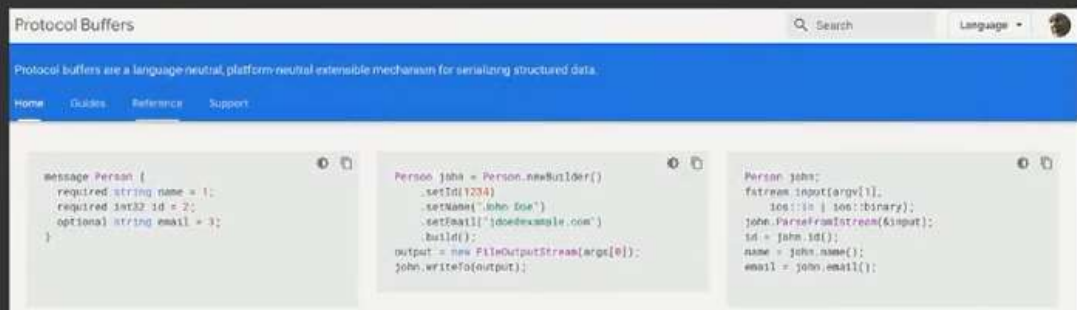 Protocol Buffers
Search
Language
Protocol buffers are a language-neutral, platform-neutral extensible mechanism for serializing structured data.
Home Guides Reference Support
message Person {
required string name = 1;
required int32 id = 2;
optional string email = 3;
}
Person john = Person.newBuilder()
.setId(1234)
.setName("John Doe")
.setEmail("jdoe@example.com")
.build();
output = new FileOutputStream(args[0]);
john.writeTo(output);
Person john;
fstream input(argv[1],
ios::in | ios::binary);
john.ParseFromIstream(&input);
id = john.id();
name = john.name();
email = john.email();